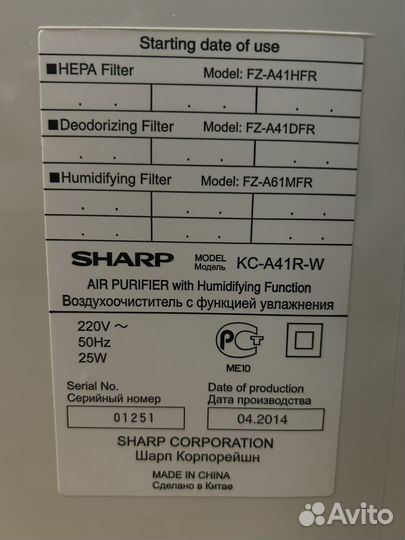 Starting date of use
■HEPA Filter Model: FZ-A41HFR
. . . . . .
. . . . . .
■Deodorizing Filter Model: FZ-A41DFR
. . . . . .
. . . . . .
■Humidifying Filter Model: FZ-A61MFR
. . . . . .
. . . . . .
SHARP MODEL Модель KC-A41R-W
AIR PURIFIER with Humidifying Function
Воздухоочиститель с функцией увлажнения
220V ~
50Hz
25W
РСТ
ME10
Serial No. Date of production
Серийный номер Дата производства
01251 04.2014
SHARP CORPORATION
Шарп Корпорейшн
MADE IN CHINA
Сделано в Китае
Avito